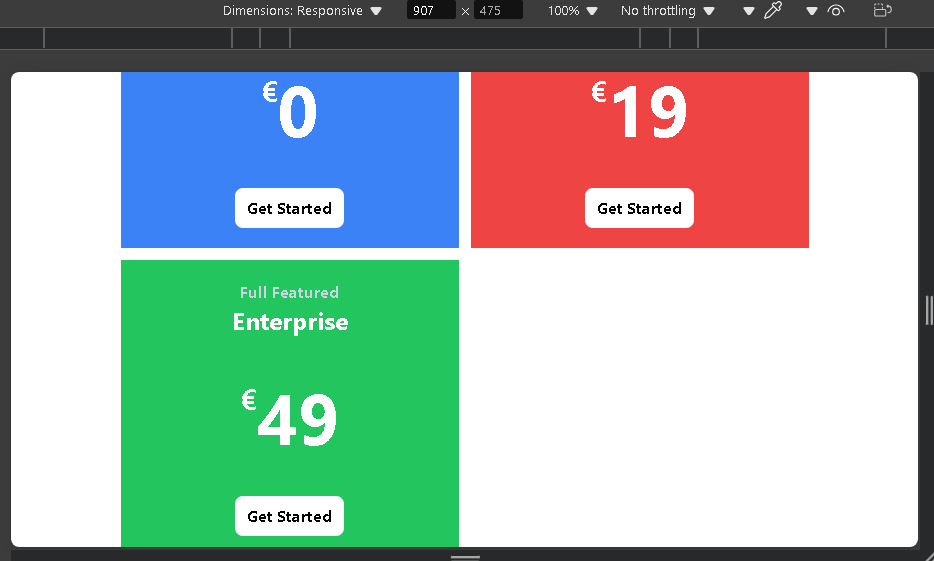 Dimensions: Responsive 907 × 475 100% No throttling
€0
€19
Get Started
Get Started
Full Featured
Enterprise
€49
Get Started